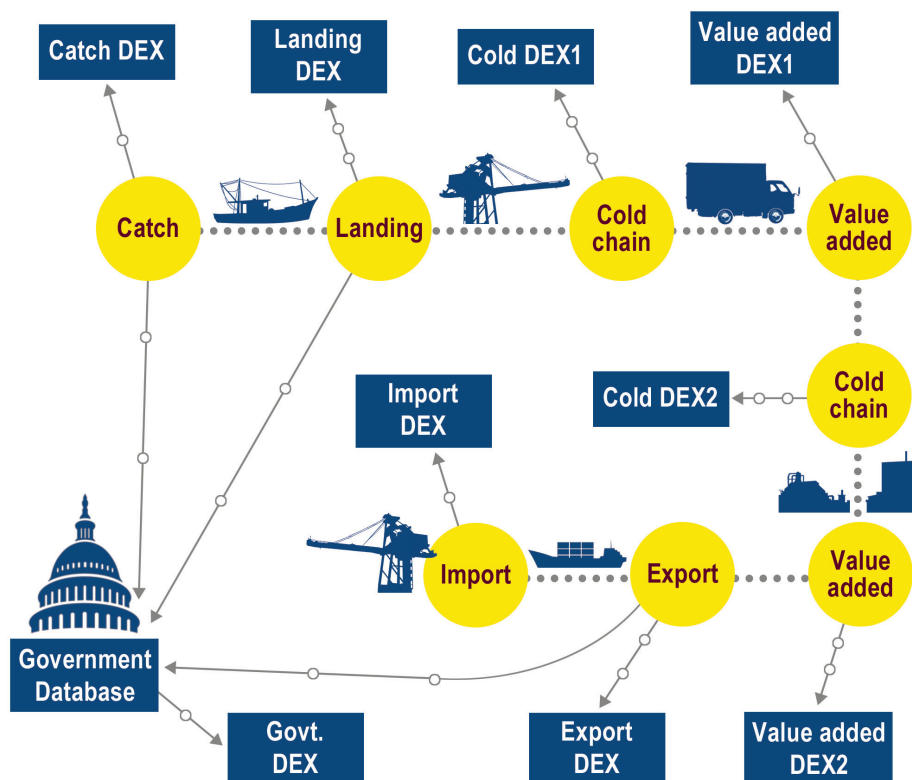 Catch DEX
Landing
DEX
Cold DEX1
Value added
DEX1
Catch
Landing
Cold
chain
Value
added
Import
DEX
Cold DEX2
Cold
chain
Import
Export
Value
added
Government
Database
Govt.
DEX
Export
DEX
Value added
DEX2